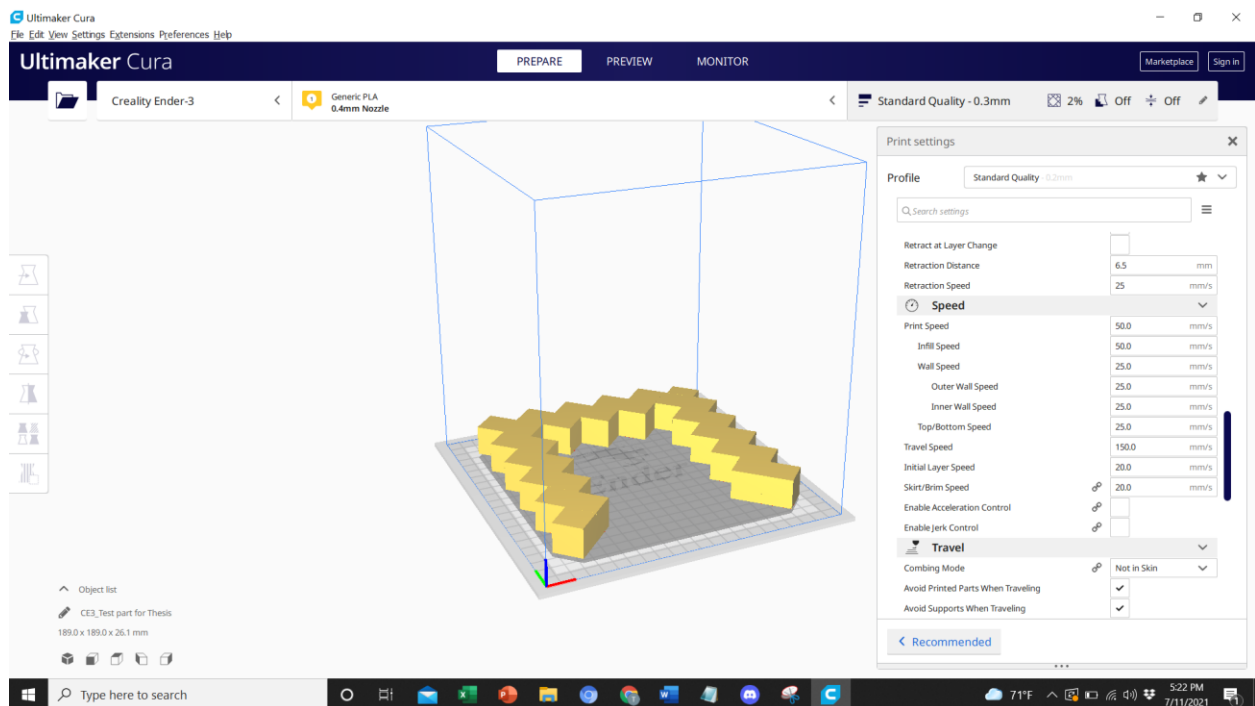 Ultimaker Cura
File Edit View Settings Extensions Preferences Help
Ultimaker Cura PREPARE PREVIEW MONITOR Marketplace Sign in
Creality Ender-3
1 Generic PLA
0.4mm Nozzle
Standard Quality - 0.3mm 2% Off Off
Print settings
Profile Standard Quality 0.2mm
Search settings
Retract at Layer Change
Retraction Distance 6.5 mm
Retraction Speed 25 mm/s
Speed
Print Speed 50.0 mm/s
Infill Speed 50.0 mm/s
Wall Speed 25.0 mm/s
Outer Wall Speed 25.0 mm/s
Inner Wall Speed 25.0 mm/s
Top/Bottom Speed 25.0 mm/s
Travel Speed 150.0 mm/s
Initial Layer Speed 20.0 mm/s
Skirt/Brim Speed 20.0 mm/s
Enable Acceleration Control
Enable Jerk Control
Travel
Combing Mode Not in Skin
Avoid Printed Parts When Traveling
Avoid Supports When Traveling
Recommended
ender
Object list
CE3_Test part for Thesis
189.0 x 189.0 x 26.1 mm
Type here to search
71°F
5:22 PM
7/11/2021
1